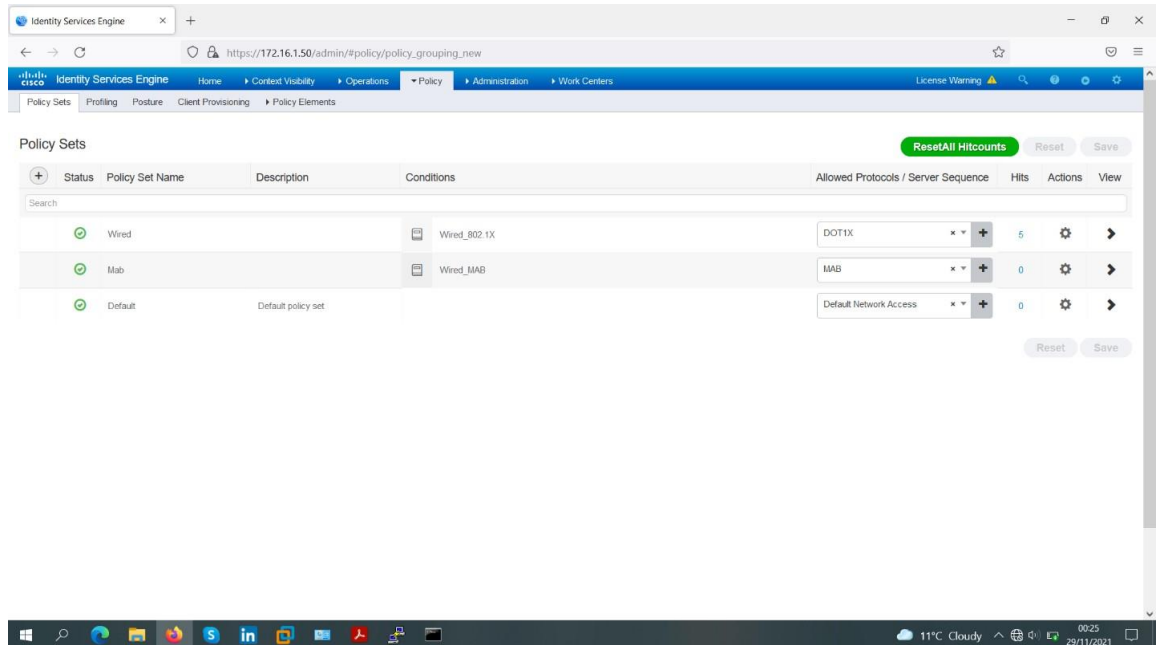 Identity Services Engine
https://172.16.1.50/admin/#policy/policy_grouping_new
CISCO Identity Services Engine Home Context Visibility Operations Policy Administration Work Centers License Warning
Policy Sets Profiling Posture Client Provisioning Policy Elements
Policy Sets
ResetAll Hitcounts Reset Save
Status Policy Set Name Description Conditions Allowed Protocols / Server Sequence Hits Actions View
Search
Wired Wired_802.1X DOT1X 5
Mab Wired_MAB MAB 0
Default Default policy set Default Network Access 0
Reset Save
11°C Cloudy 00:25
29/11/2021